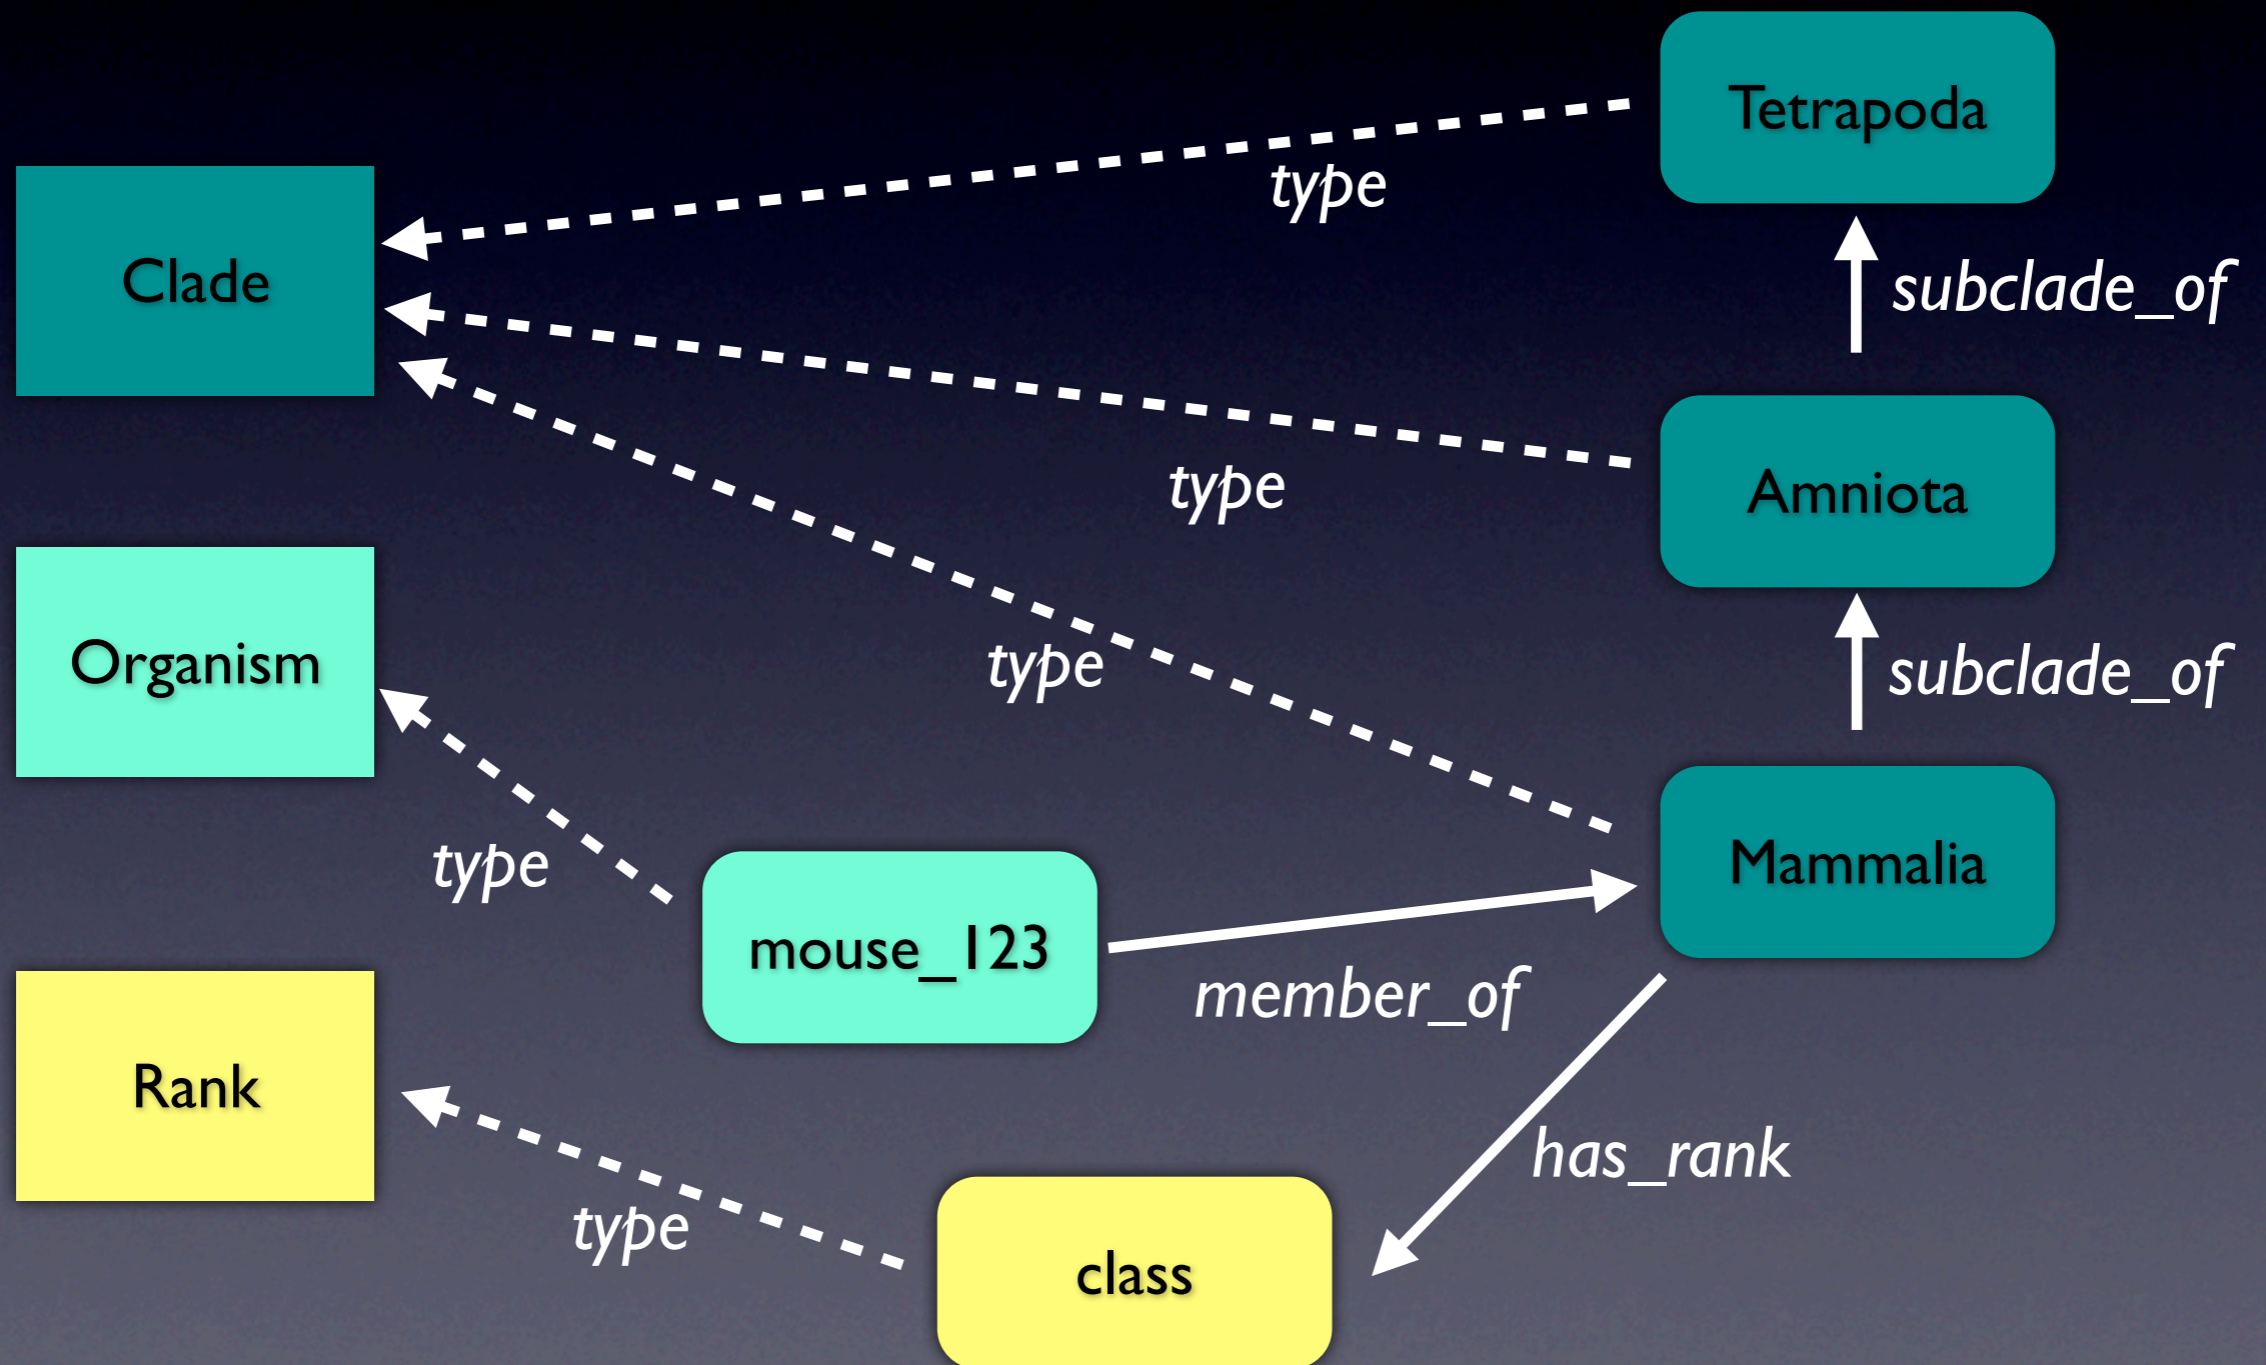 Tetrapoda
type
Clade
subclade_of
type
Amniota
Organism
type
subclade_of
type
mouse_123
Mammalia
member_of
Rank
has_rank
type
class